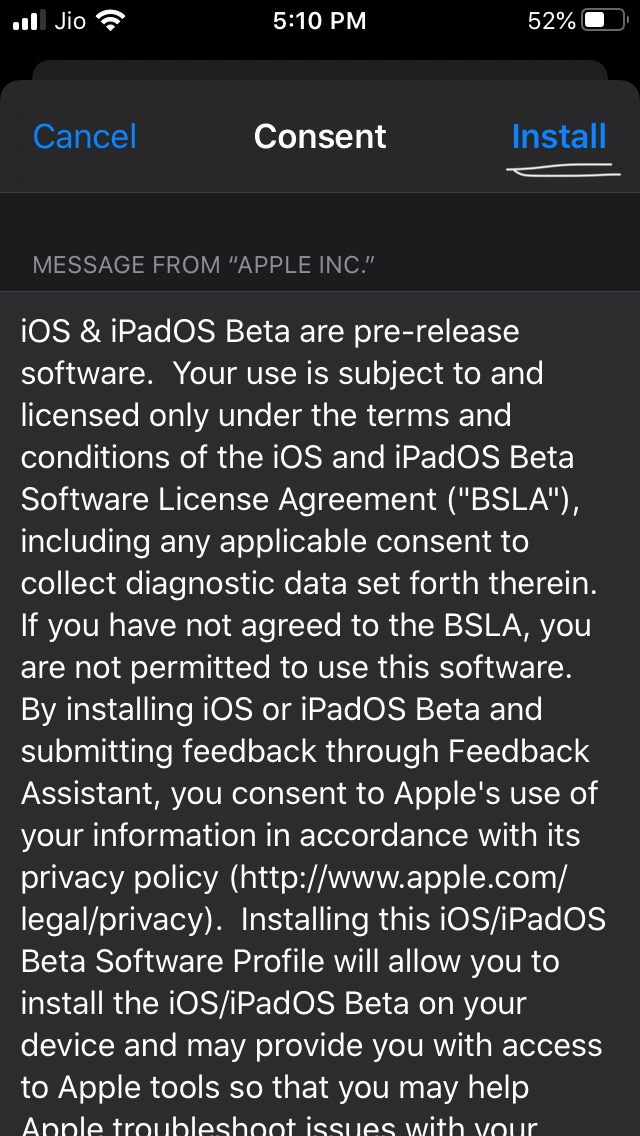 Jio 5:10 PM 52%
Cancel Consent Install
MESSAGE FROM “APPLE INC.”
iOS & iPadOS Beta are pre-release
software.  Your use is subject to and
licensed only under the terms and
conditions of the iOS and iPadOS Beta
Software License Agreement ("BSLA"),
including any applicable consent to
collect diagnostic data set forth therein.
If you have not agreed to the BSLA, you
are not permitted to use this software.
By installing iOS or iPadOS Beta and
submitting feedback through Feedback
Assistant, you consent to Apple's use of
your information in accordance with its
privacy policy (http://www.apple.com/
legal/privacy).  Installing this iOS/iPadOS
Beta Software Profile will allow you to
install the iOS/iPadOS Beta on your
device and may provide you with access
to Apple tools so that you may help
Apple troubleshoot issues with your